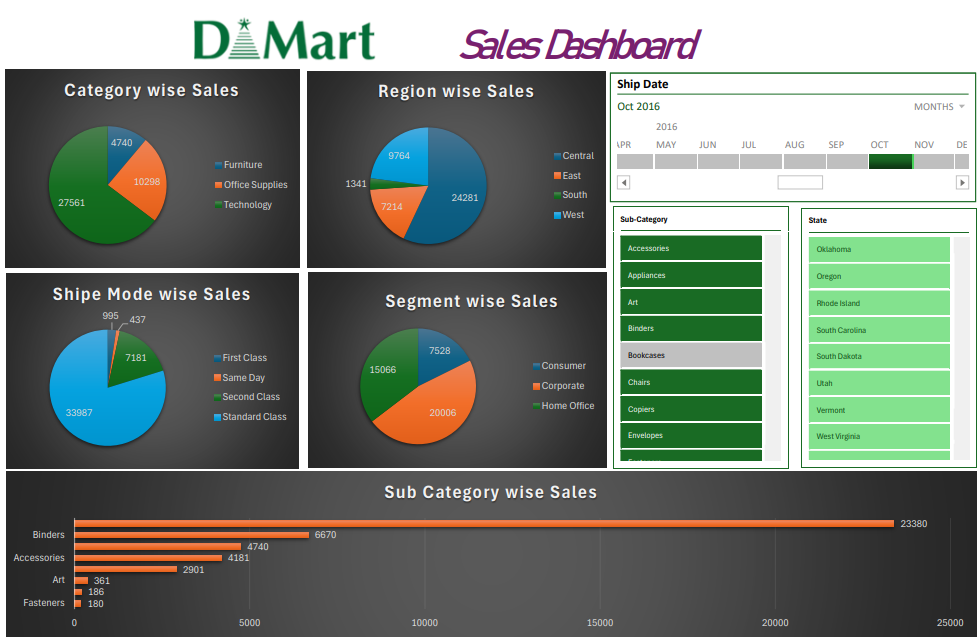 D Mart
Sales Dashboard
Category wise Sales
4740
10298
27561
Furniture
Office Supplies
Technology
Region wise Sales
9764
1341
7214
24281
Central
East
South
West
Ship Date
Oct 2016
MONTHS
2016
APR MAY JUN JUL AUG SEP OCT NOV DE
Shipe Mode wise Sales
995
437
7181
33987
First Class
Same Day
Second Class
Standard Class
Segment wise Sales
7528
15066
20006
Consumer
Corporate
Home Office
Sub-Category
Accessories
Appliances
Art
Binders
Bookcases
Chairs
Copiers
Envelopes
State
Oklahoma
Oregon
Rhode Island
South Carolina
South Dakota
Utah
Vermont
West Virginia
Sub Category wise Sales
23380
Binders 6670
4740
Accessories 4181
2901
Art 361
186
Fasteners 180
0 5000 10000 15000 20000 25000